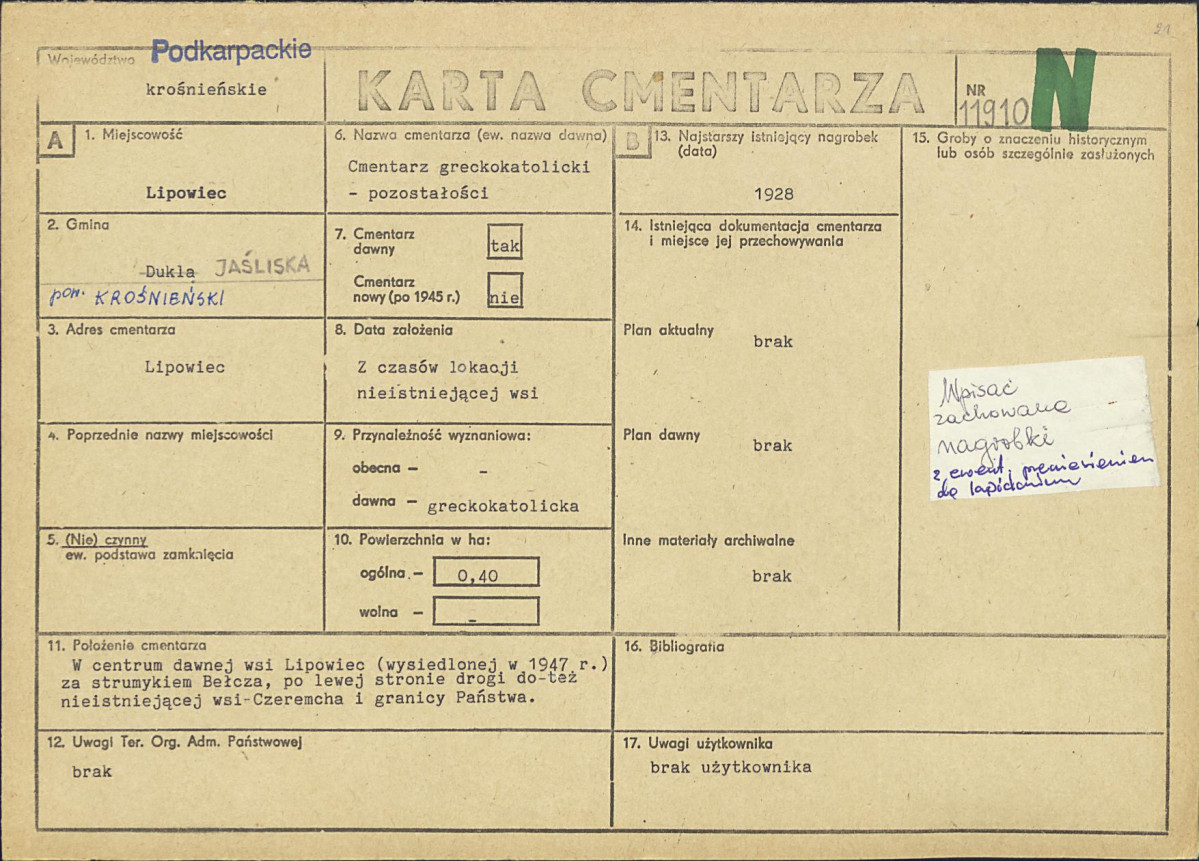 21
Województwo Podkarpackie
krośnieńskie
KARTA CMENTARZA
NR
11910 N
A
1. Miejscowość
Lipowiec
2. Gmina
Dukla JAŚLISKA
pow. KROŚNIEŃSKI
3. Adres cmentarza
Lipowiec
4. Poprzednie nazwy miejscowości
5. (Nie) czynny
ew. podstawa zamknięcia
6. Nazwa cmentarza (ew. nazwa dawna)
Cmentarz greckokatolicki
- pozostałości
7. Cmentarz
dawny tak
Cmentarz
nowy (po 1945 r.) nie
8. Data założenia
Z czasów lokacji
nieistniejącej wsi
9. Przynależność wyznaniowa:
obecna – -
dawna – greckokatolicka
10. Powierzchnia w ha:
ogólna – 0,40
wolna – -
11. Położenie cmentarza
W centrum dawnej wsi Lipowiec (wysiedlonej w 1947 r.)
za strumykiem Bełcza, po lewej stronie drogi do-też
nieistniejącej wsi-Czeremcha i granicy Państwa.
12. Uwagi Ter. Org. Adm. Państwowej
brak
B
13. Najstarszy istniejący nagrobek
(data)
1928
14. Istniejąca dokumentacja cmentarza
i miejsce jej przechowywania
Plan aktualny
brak
Plan dawny
brak
Inne materiały archiwalne
brak
15. Groby o znaczeniu historycznym
lub osób szczególnie zasłużonych
Wpisać
zachowane
nagrobki
z ewent. przeniesieniem
do lapidarium
16. Bibliografia
17. Uwagi użytkownika
brak użytkownika